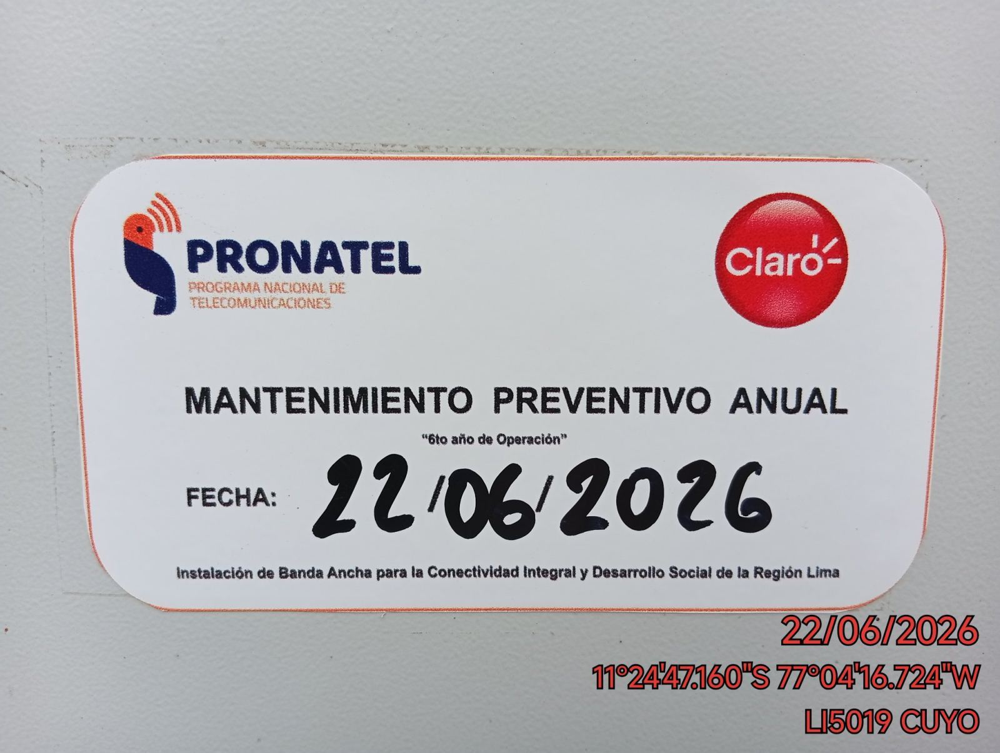 PRONATEL
PROGRAMA NACIONAL DE
TELECOMUNICACIONES
Claro
MANTENIMIENTO PREVENTIVO ANUAL
“6to año de Operación”
FECHA: 22/06/2026
Instalación de Banda Ancha para la Conectividad Integral y Desarrollo Social de la Región Lima
22/06/2026
11°24'47.160"S 77°04'16.724"W
LI5019 CUYO